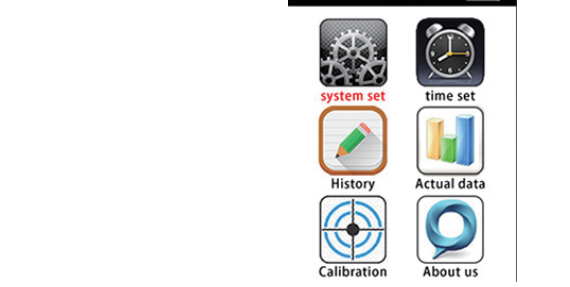 system set
time set
History
Actual data
Calibration
About us